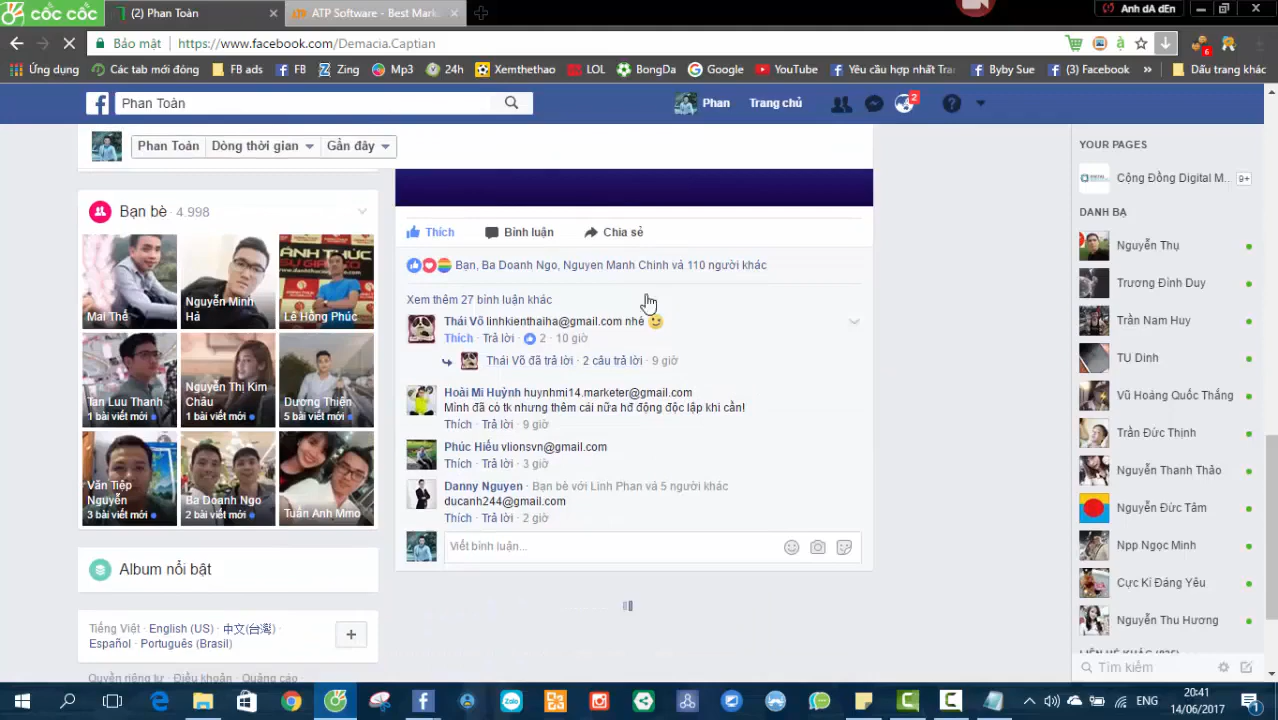 cốc cốc
(2) Phan Toàn
ATP Software - Best Mark
Anh dA dEn
Bảo mật
https://www.facebook.com/Demacia.Captian
6
Ứng dụng
Các tab mới đóng
FB ads
FB
Zing
Mp3
24h
Xemthethao
LOL
BongDa
Google
YouTube
Yêu cầu hợp nhất Tra
Byby Sue
(3) Facebook
»
Dấu trang khác
Phan Toàn
Phan
Trang chủ
2
Phan Toàn
Dòng thời gian
Gần đây
YOUR PAGES
Cộng Đồng Digital M...
9+
DANH BẠ
Nguyễn Thụ
Trương Đình Duy
Trần Nam Huy
TU Dinh
Vũ Hoàng Quốc Thắng
Trần Đức Thịnh
Nguyễn Thanh Thảo
Nguyễn Đức Tâm
Npp Ngọc Minh
Cực Kì Đáng Yêu
Nguyễn Thu Hương
Tìm kiếm
Bạn bè · 4.998
ÁNH THỨC
Mai Thế
Nguyễn Minh
Hà
Lê Hồng Phúc
Tan Luu Thanh
1 bài viết mới
Nguyễn Thị Kim
Châu
1 bài viết mới
Dương Thiện
5 bài viết mới
Văn Tiệp
Nguyễn
3 bài viết mới
Ba Doanh Ngo
2 bài viết mới
Tuấn Anh Mmo
Album nổi bật
Tiếng Việt · English (US) · 中文(台灣) ·
Español · Português (Brasil)
Quyền riêng tư · Điều khoản · Quảng cáo
Thích
Bình luận
Chia sẻ
Bạn, Ba Doanh Ngo, Nguyen Manh Chinh và 110 người khác
Xem thêm 27 bình luận khác
Thái Võ linhkienthaiha@gmail.com nhé 😉
Thích · Trả lời · 2 · 10 giờ
Thái Võ đã trả lời · 2 câu trả lời · 9 giờ
Hoài Mi Huỳnh huynhmi14.marketer@gmail.com
Mình đã có tk nhưng thêm cái nữa hđ động độc lập khi cần!
Thích · Trả lời · 9 giờ
Phúc Hiếu vlionsvn@gmail.com
Thích · Trả lời · 3 giờ
Danny Nguyen · Bạn bè với Linh Phan và 5 người khác
ducanh244@gmail.com
Thích · Trả lời · 2 giờ
Viết bình luận...
Zalo
ENG
20:41
14/06/2017
1